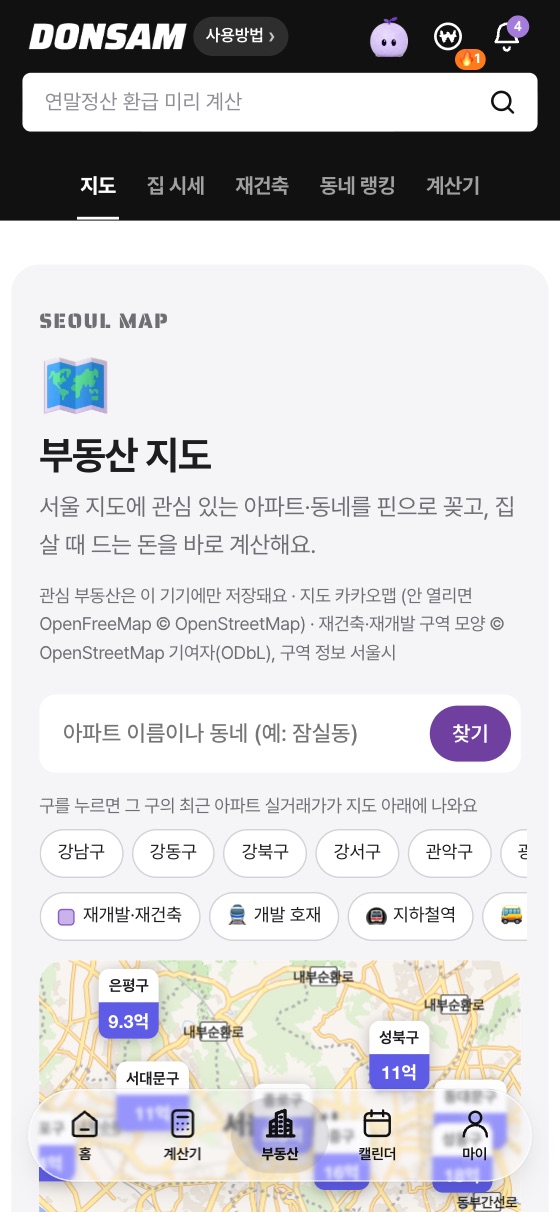 DONSAM 사용방법 ›
4
🔥1
연말정산 환급 미리 계산
지도 집 시세 재건축 동네 랭킹 계산기
SEOUL MAP
부동산 지도
서울 지도에 관심 있는 아파트·동네를 핀으로 꽂고, 집
살 때 드는 돈을 바로 계산해요.
관심 부동산은 이 기기에만 저장돼요 · 지도 카카오맵 (안 열리면
OpenFreeMap © OpenStreetMap) · 재건축·재개발 구역 모양 ©
OpenStreetMap 기여자(ODbL), 구역 정보 서울시
아파트 이름이나 동네 (예: 잠실동) 찾기
구를 누르면 그 구의 최근 아파트 실거래가가 지도 아래에 나와요
강남구 강동구 강북구 강서구 관악구
재개발·재건축 개발 호재 지하철역
내부순환로
은평구
9.3억
내부순환로
내부순환로
성북구
11억
서대문구
11억
홈 계산기 부동산 캘린더 마이
동부간선로